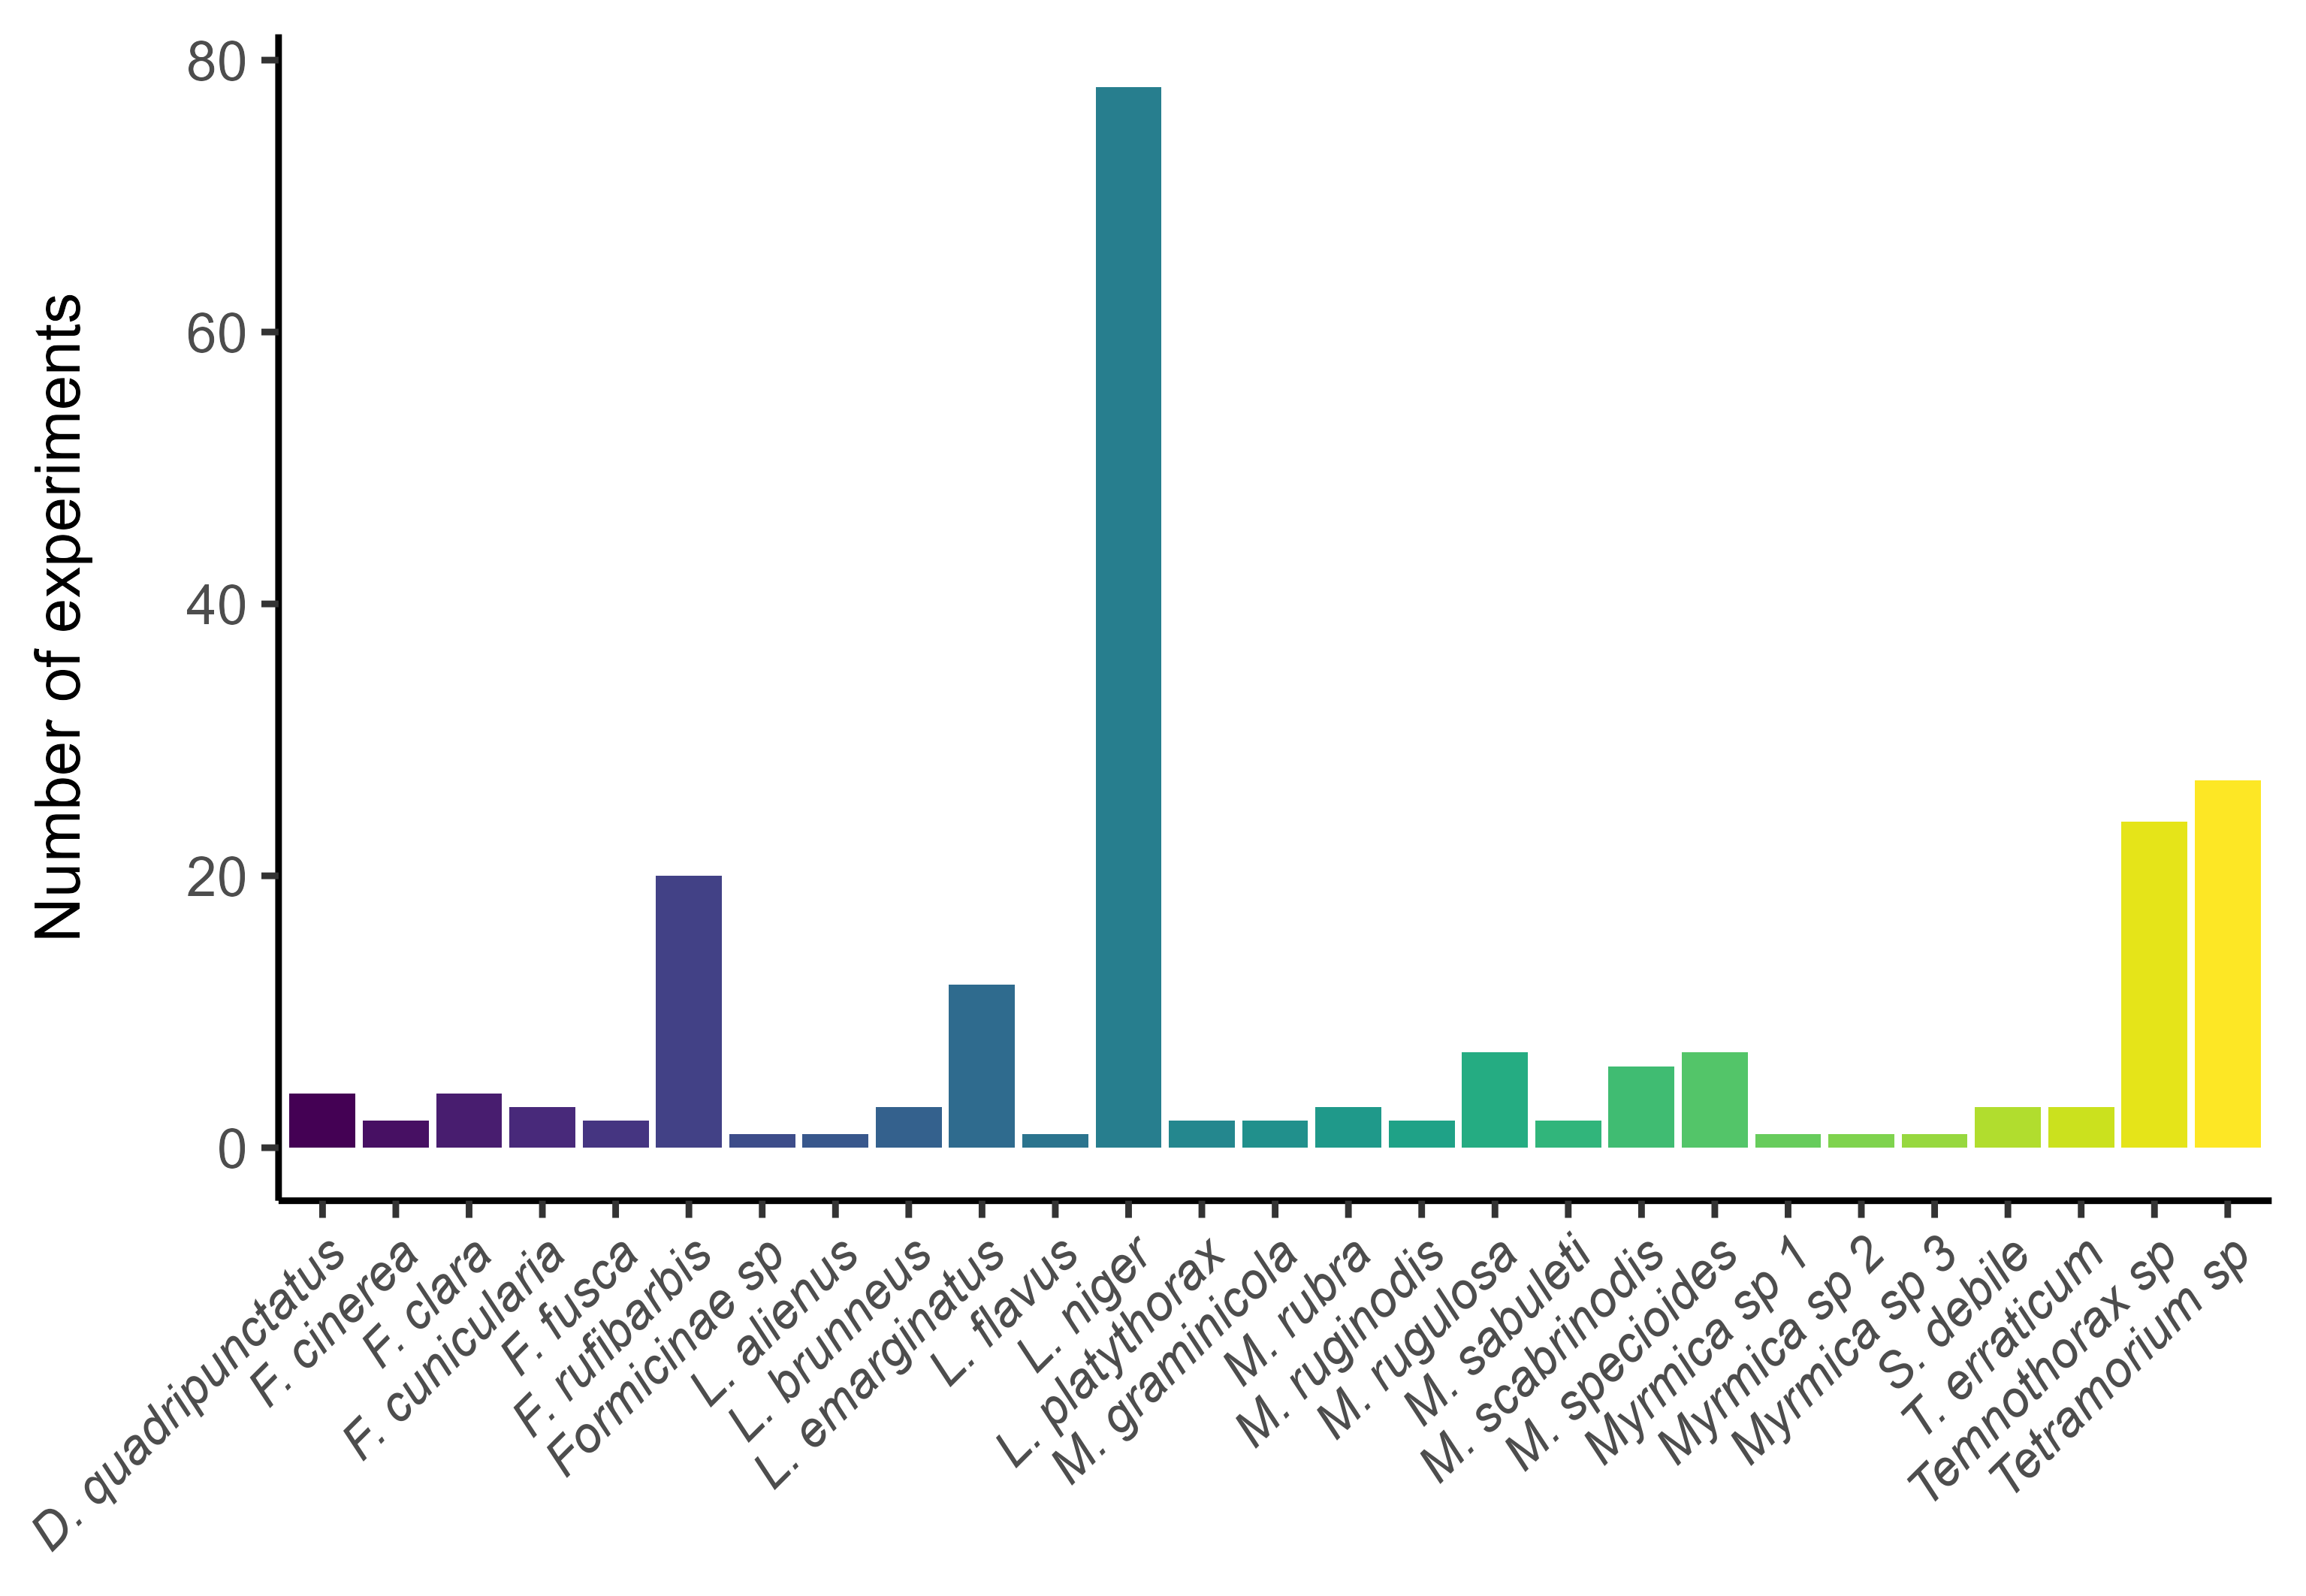 Number of experiments
80
60
40
20
0
D. quadripunctatus
F. cinerea
F. clara
F. cunicularia
F. fusca
F. rufibarbis
Formicinae sp
L. alienus
L. brunneus
L. emarginatus
L. flavus
L. niger
L. platythorax
M. graminicola
M. rubra
M. ruginodis
M. rugulosa
M. sabuleti
M. scabrinodis
M. specioides
Myrmica sp 1
Myrmica sp 2
Myrmica sp 3
S. debile
T. erraticum
Temnothorax sp
Tetramorium sp